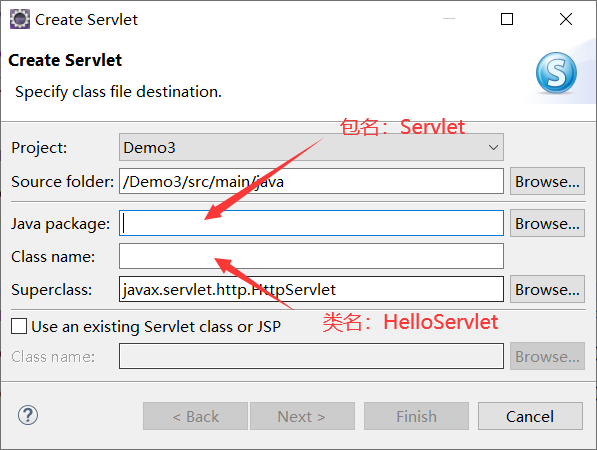 Create Servlet
Create Servlet
Specify class file destination.
S
包名：Servlet
Project: Demo3
Source folder: /Demo3/src/main/java Browse...
Java package: Browse...
Class name:
Superclass: javax.servlet.http.HttpServlet Browse...
类名：HelloServlet
Use an existing Servlet class or JSP
Class name: Browse...
? < Back Next > Finish Cancel